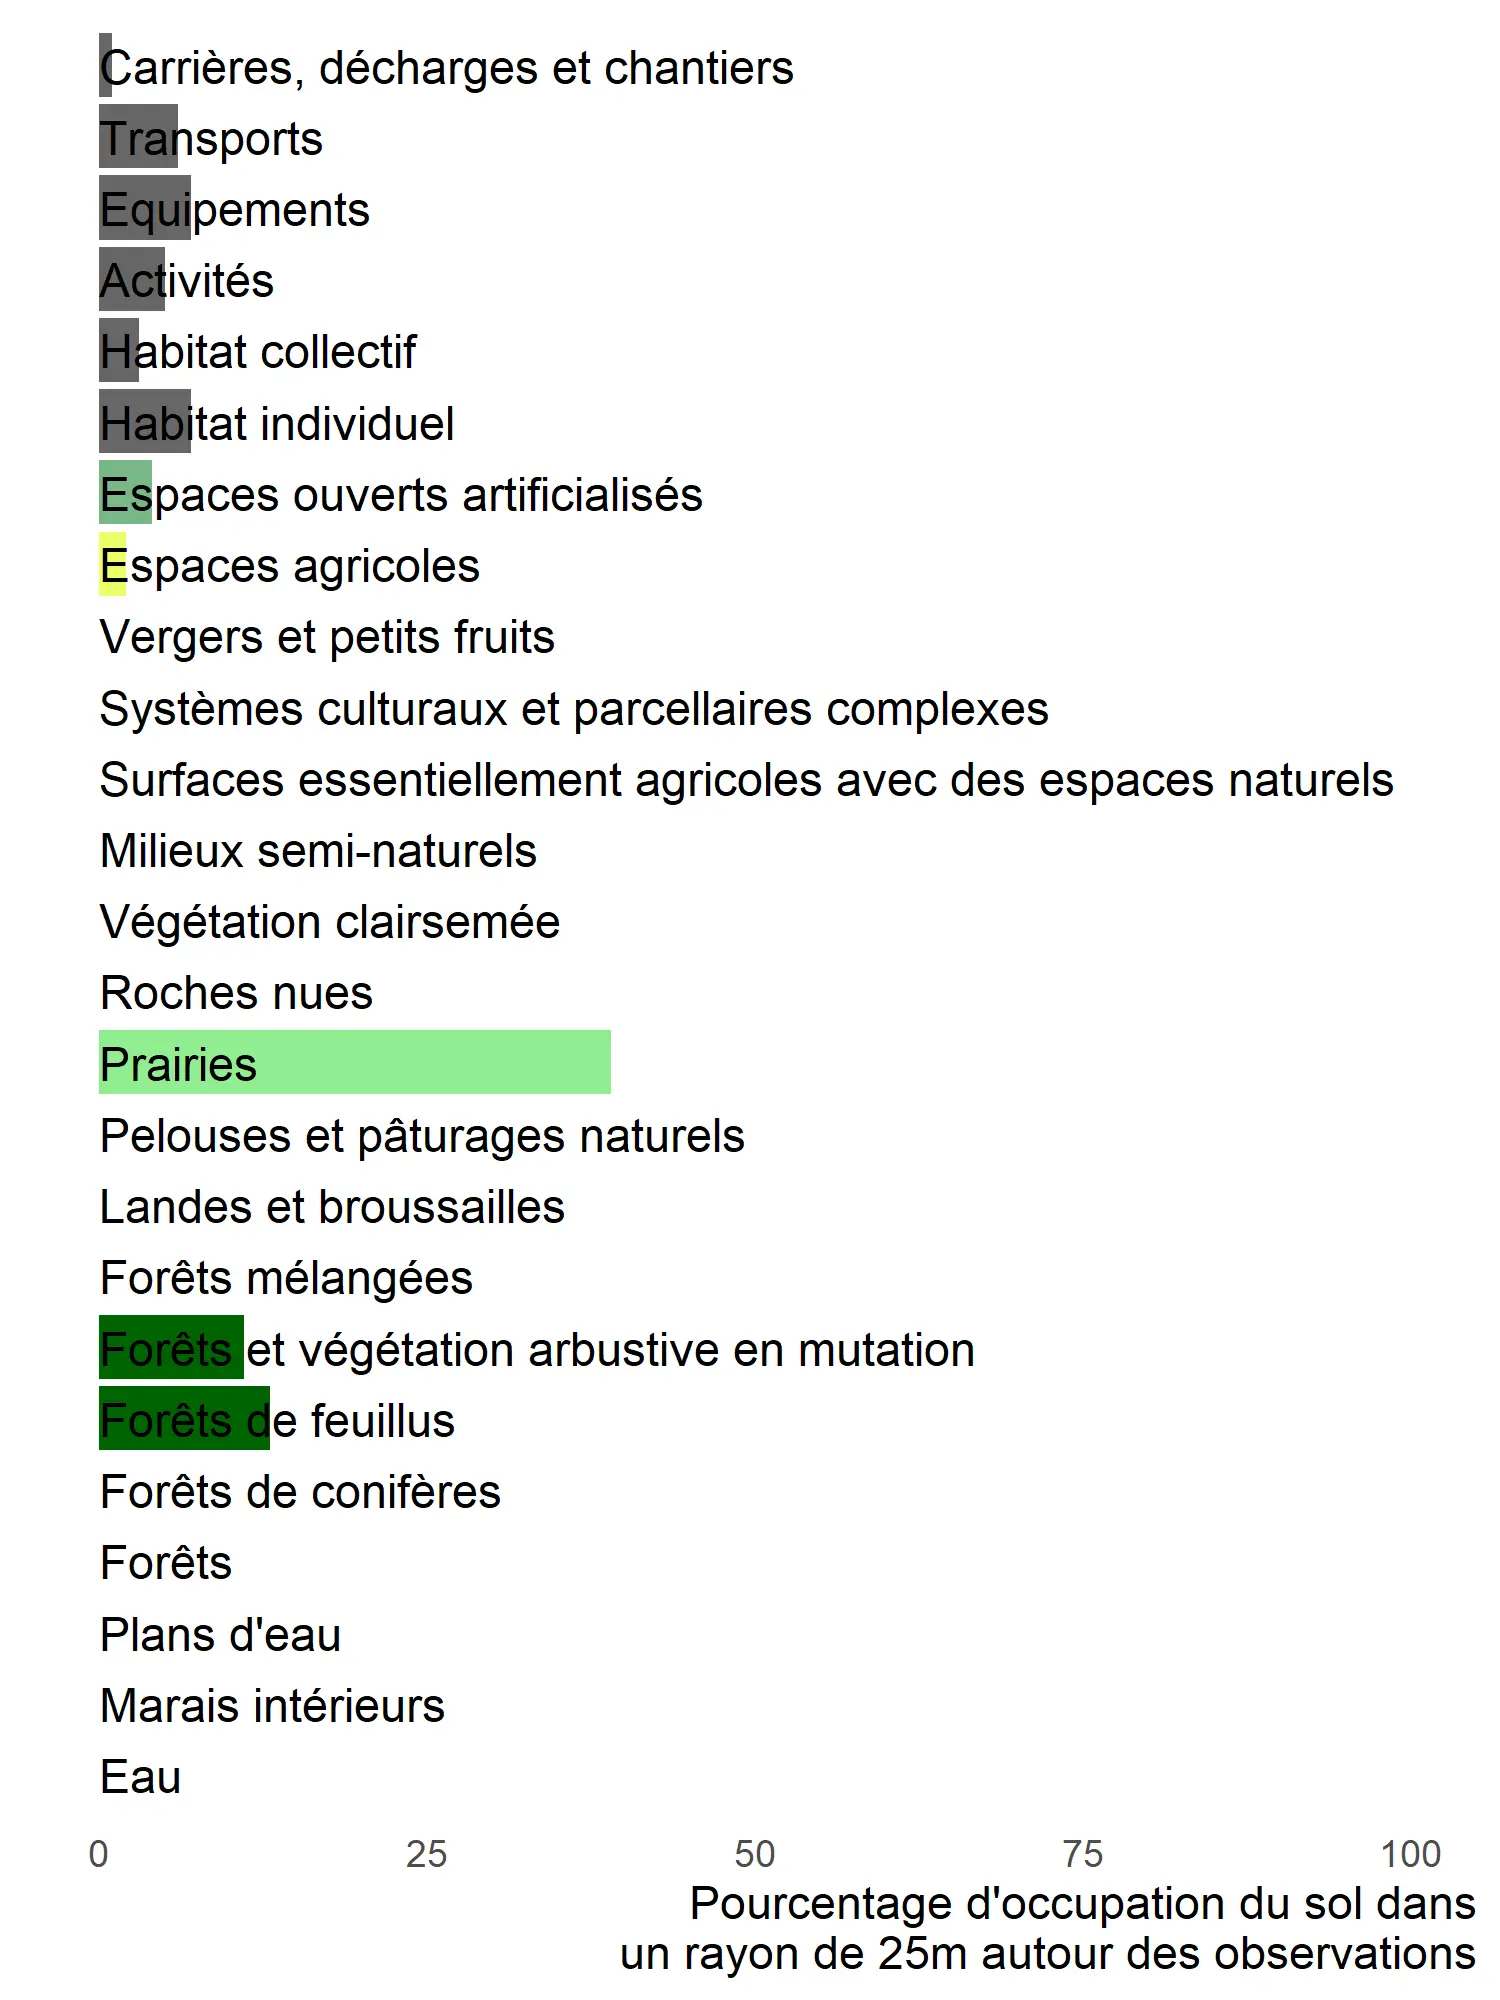 Carrières, décharges et chantiers
Transports
Equipements
Activités
Habitat collectif
Habitat individuel
Espaces ouverts artificialisés
Espaces agricoles
Vergers et petits fruits
Systèmes culturaux et parcellaires complexes
Surfaces essentiellement agricoles avec des espaces naturels
Milieux semi-naturels
Végétation clairsemée
Roches nues
Prairies
Pelouses et pâturages naturels
Landes et broussailles
Forêts mélangées
Forêts et végétation arbustive en mutation
Forêts de feuillus
Forêts de conifères
Forêts
Plans d'eau
Marais intérieurs
Eau
0 25 50 75 100
Pourcentage d'occupation du sol dans
un rayon de 25m autour des observations